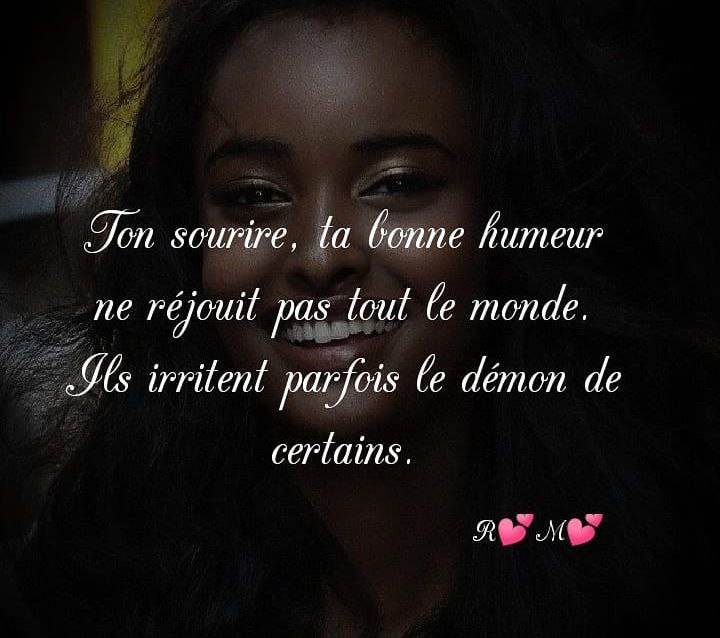 Ton sourire, ta bonne humeur
ne réjouit pas tout le monde.
Ils irritent parfois le démon de
certains.
R💕M💕